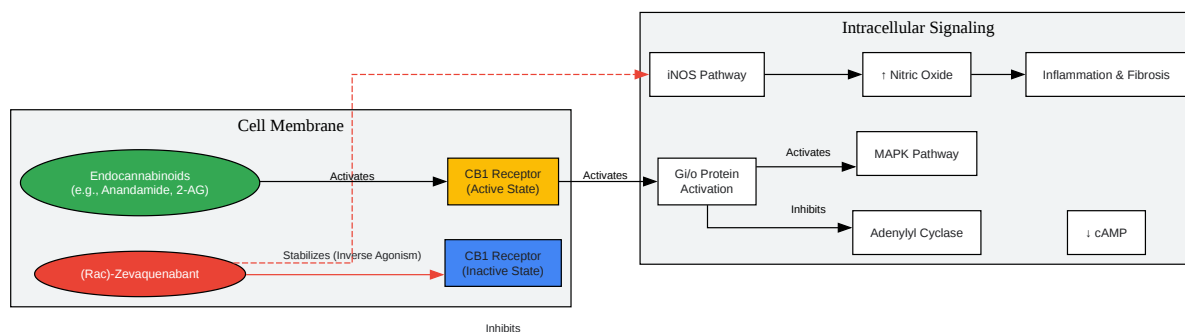 Intracellular Signaling
iNOS Pathway
↑ Nitric Oxide
Inflammation & Fibrosis
Cell Membrane
Endocannabinoids
(e.g., Anandamide, 2-AG)
Activates
CB1 Receptor
(Active State)
Activates
Gi/o Protein
Activation
Activates
MAPK Pathway
Inhibits
Adenylyl Cyclase
↓ cAMP
(Rac)-Zevaquenabant
Stabilizes (Inverse Agonism)
CB1 Receptor
(Inactive State)
Inhibits